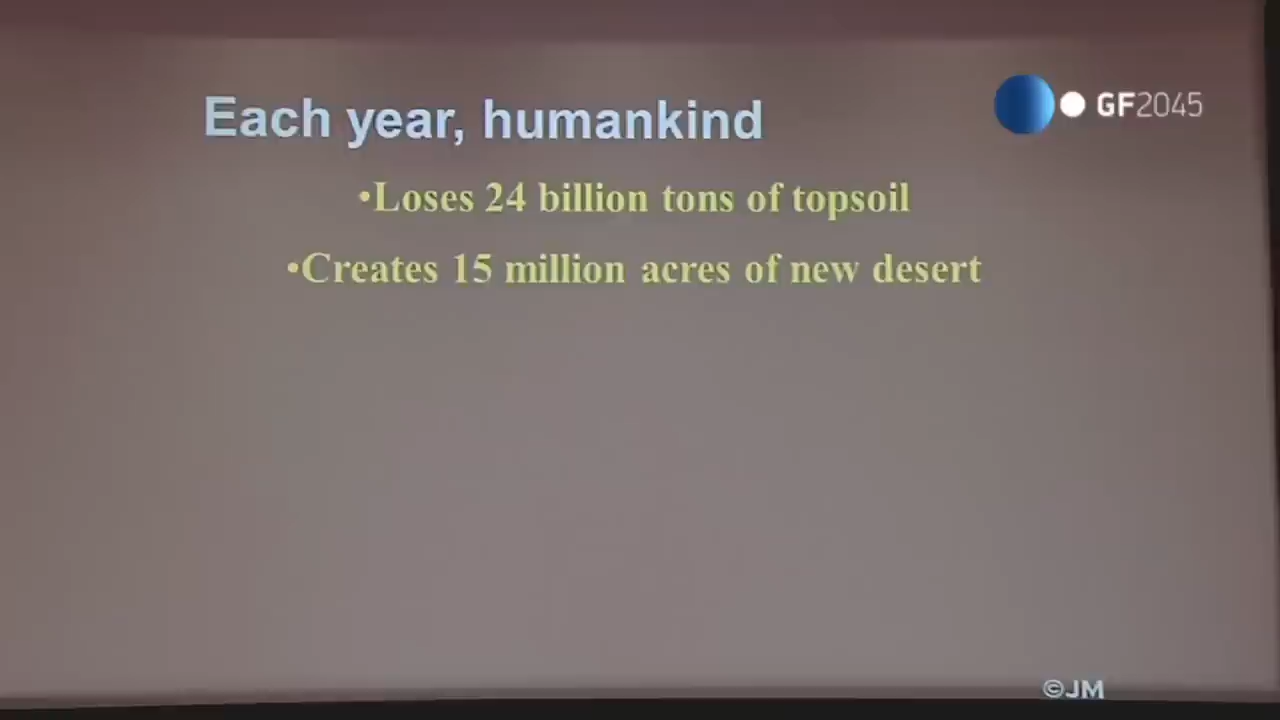 Each year, humankind
GF2045
•Loses 24 billion tons of topsoil
•Creates 15 million acres of new desert
©JM